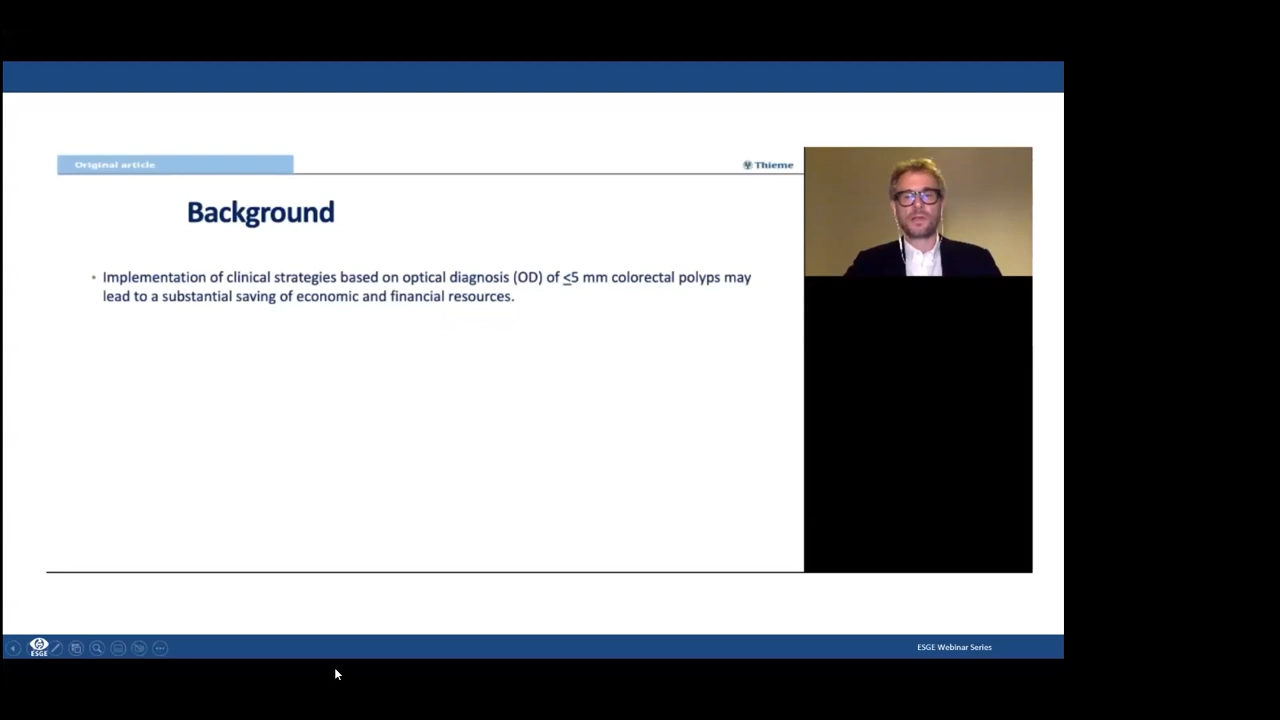 Original article
Thieme
Background
Implementation of clinical strategies based on optical diagnosis (OD) of <5 mm colorectal polyps may
lead to a substantial saving of economic and financial resources.
ESGE
ESGE Webinar Series